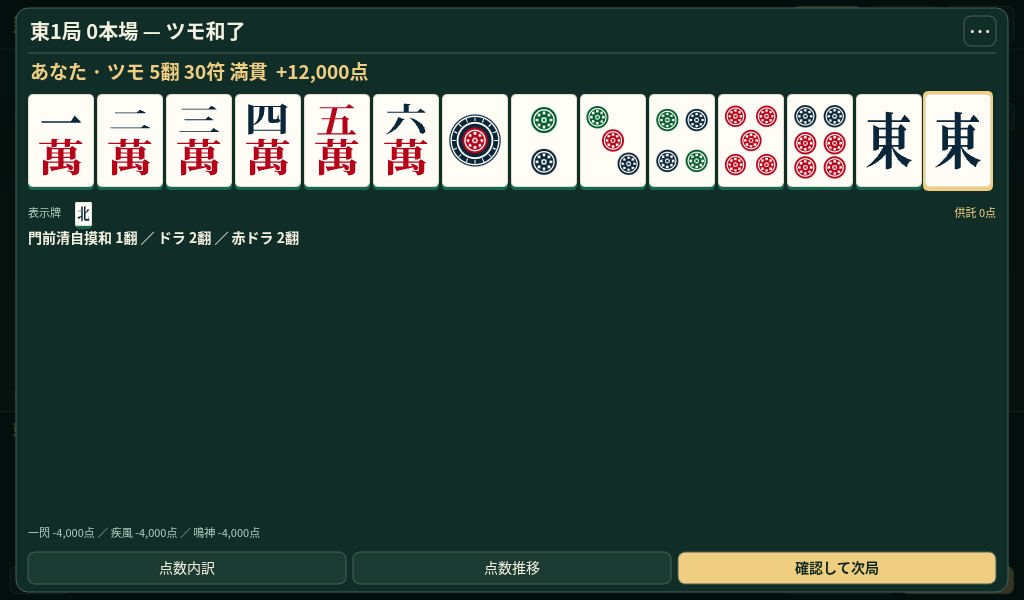 東1局 0本場 — ツモ和了
…
あなた・ツモ 5翻 30符 満貫 +12,000点
一萬 二萬 三萬 四萬 五萬 六萬 東 東
表示牌 北 供託 0点
門前清自摸和 1翻 ／ ドラ 2翻 ／ 赤ドラ 2翻
一閃 -4,000点 ／ 疾風 -4,000点 ／ 鳴神 -4,000点
点数内訳 点数推移 確認して次局